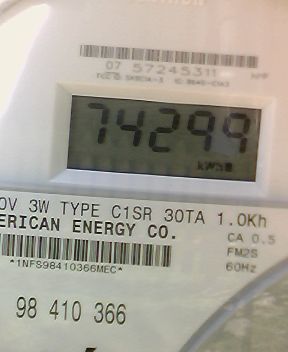 07 57245311
74299
kWh
0V 3W TYPE C1SR 30TA 1.0Kh
ERICAN ENERGY CO. CA 0.5
FM2S
*1NFS98410366MEC* 60Hz
98 410 366